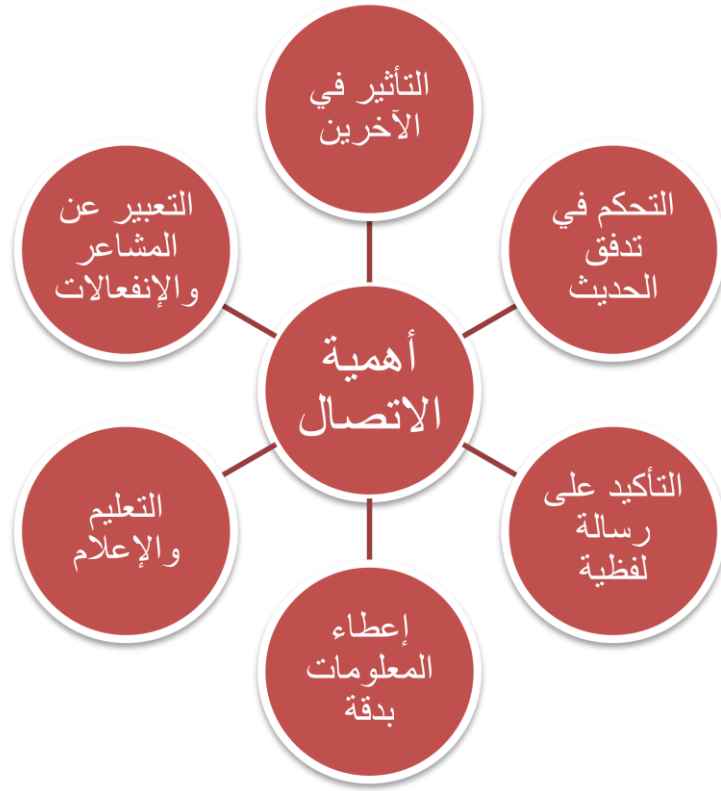 التأثير في
الآخرين
التحكم في
تدفق
الحديث
التعبير عن
المشاعر
والإنفعالات
أهمية
الاتصال
التأكيد على
رسالة
لفظية
التعليم
والإعلام
إعطاء
المعلومات
بدقة